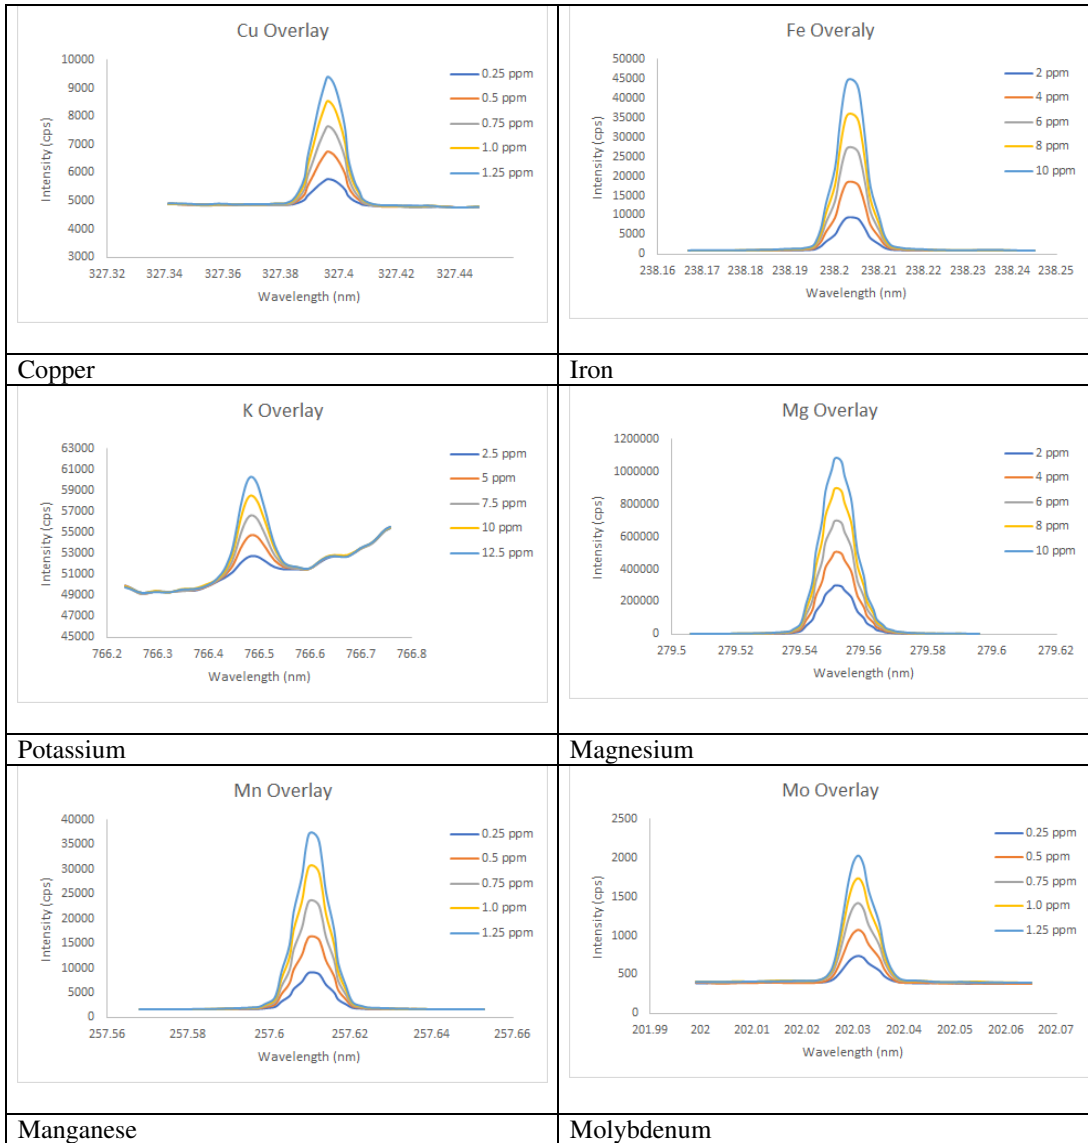 Cu Overlay
10000
9000
8000
7000
6000
5000
4000
3000
Intensity (cps)
327.32 327.34 327.36 327.38 327.4 327.42 327.44
Wavelength (nm)
0.25 ppm
0.5 ppm
0.75 ppm
1.0 ppm
1.25 ppm
Copper
Fe Overaly
50000
45000
40000
35000
30000
25000
20000
15000
10000
5000
0
Intensity (cps)
238.16 238.17 238.18 238.19 238.2 238.21 238.22 238.23 238.24 238.25
Wavelength (nm)
2 ppm
4 ppm
6 ppm
8 ppm
10 ppm
Iron
K Overlay
63000
61000
59000
57000
55000
53000
51000
49000
47000
45000
Intensity (cps)
766.2 766.3 766.4 766.5 766.6 766.7 766.8
Wavelength (nm)
2.5 ppm
5 ppm
7.5 ppm
10 ppm
12.5 ppm
Potassium
Mg Overlay
1200000
1000000
800000
600000
400000
200000
0
Intensity (cps)
279.5 279.52 279.54 279.56 279.58 279.6 279.62
Wavelength (nm)
2 ppm
4 ppm
6 ppm
8 ppm
10 ppm
Magnesium
Mn Overlay
40000
35000
30000
25000
20000
15000
10000
5000
0
Intensity (cps)
257.56 257.58 257.6 257.62 257.64 257.66
Wavelength (nm)
0.25 ppm
0.5 ppm
0.75 ppm
1.0 ppm
1.25 ppm
Manganese
Mo Overlay
2500
2000
1500
1000
500
0
Intensity (cps)
201.99 202 202.01 202.02 202.03 202.04 202.05 202.06 202.07
Wavelength (nm)
0.25 ppm
0.5 ppm
0.75 ppm
1.0 ppm
1.25 ppm
Molybdenum